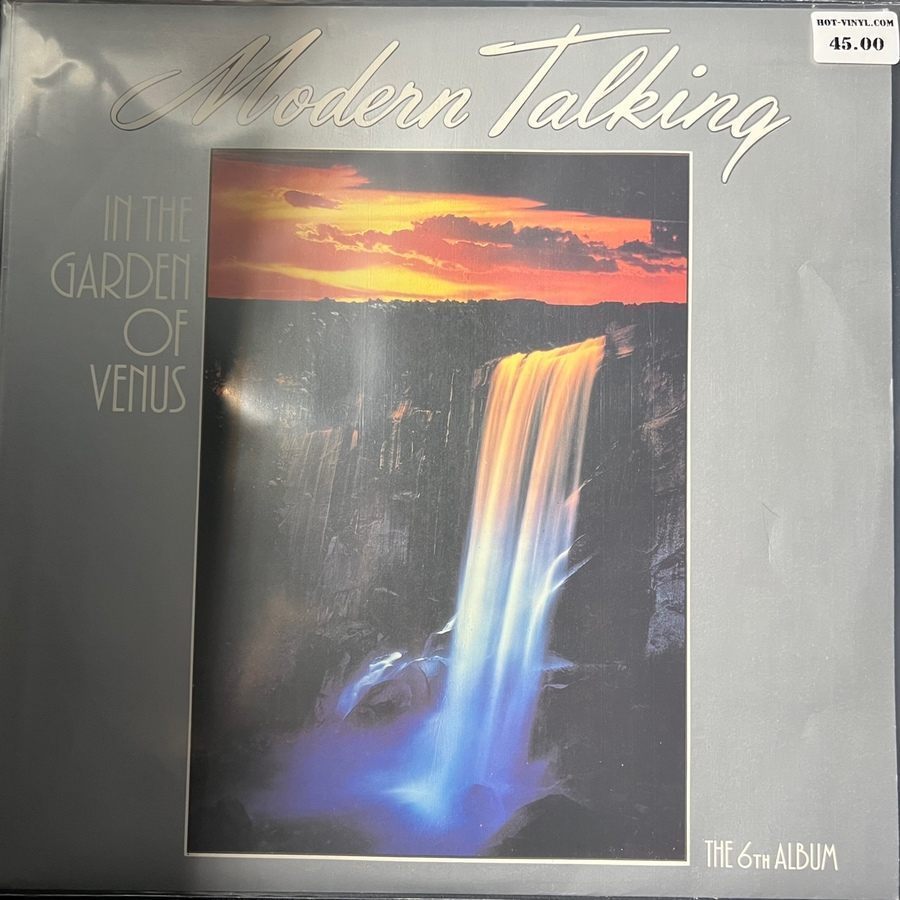 HOT-VINYL.COM
45.00
Modern Talking
IN THE
GARDEN
OF
VENUS
THE 6TH ALBUM